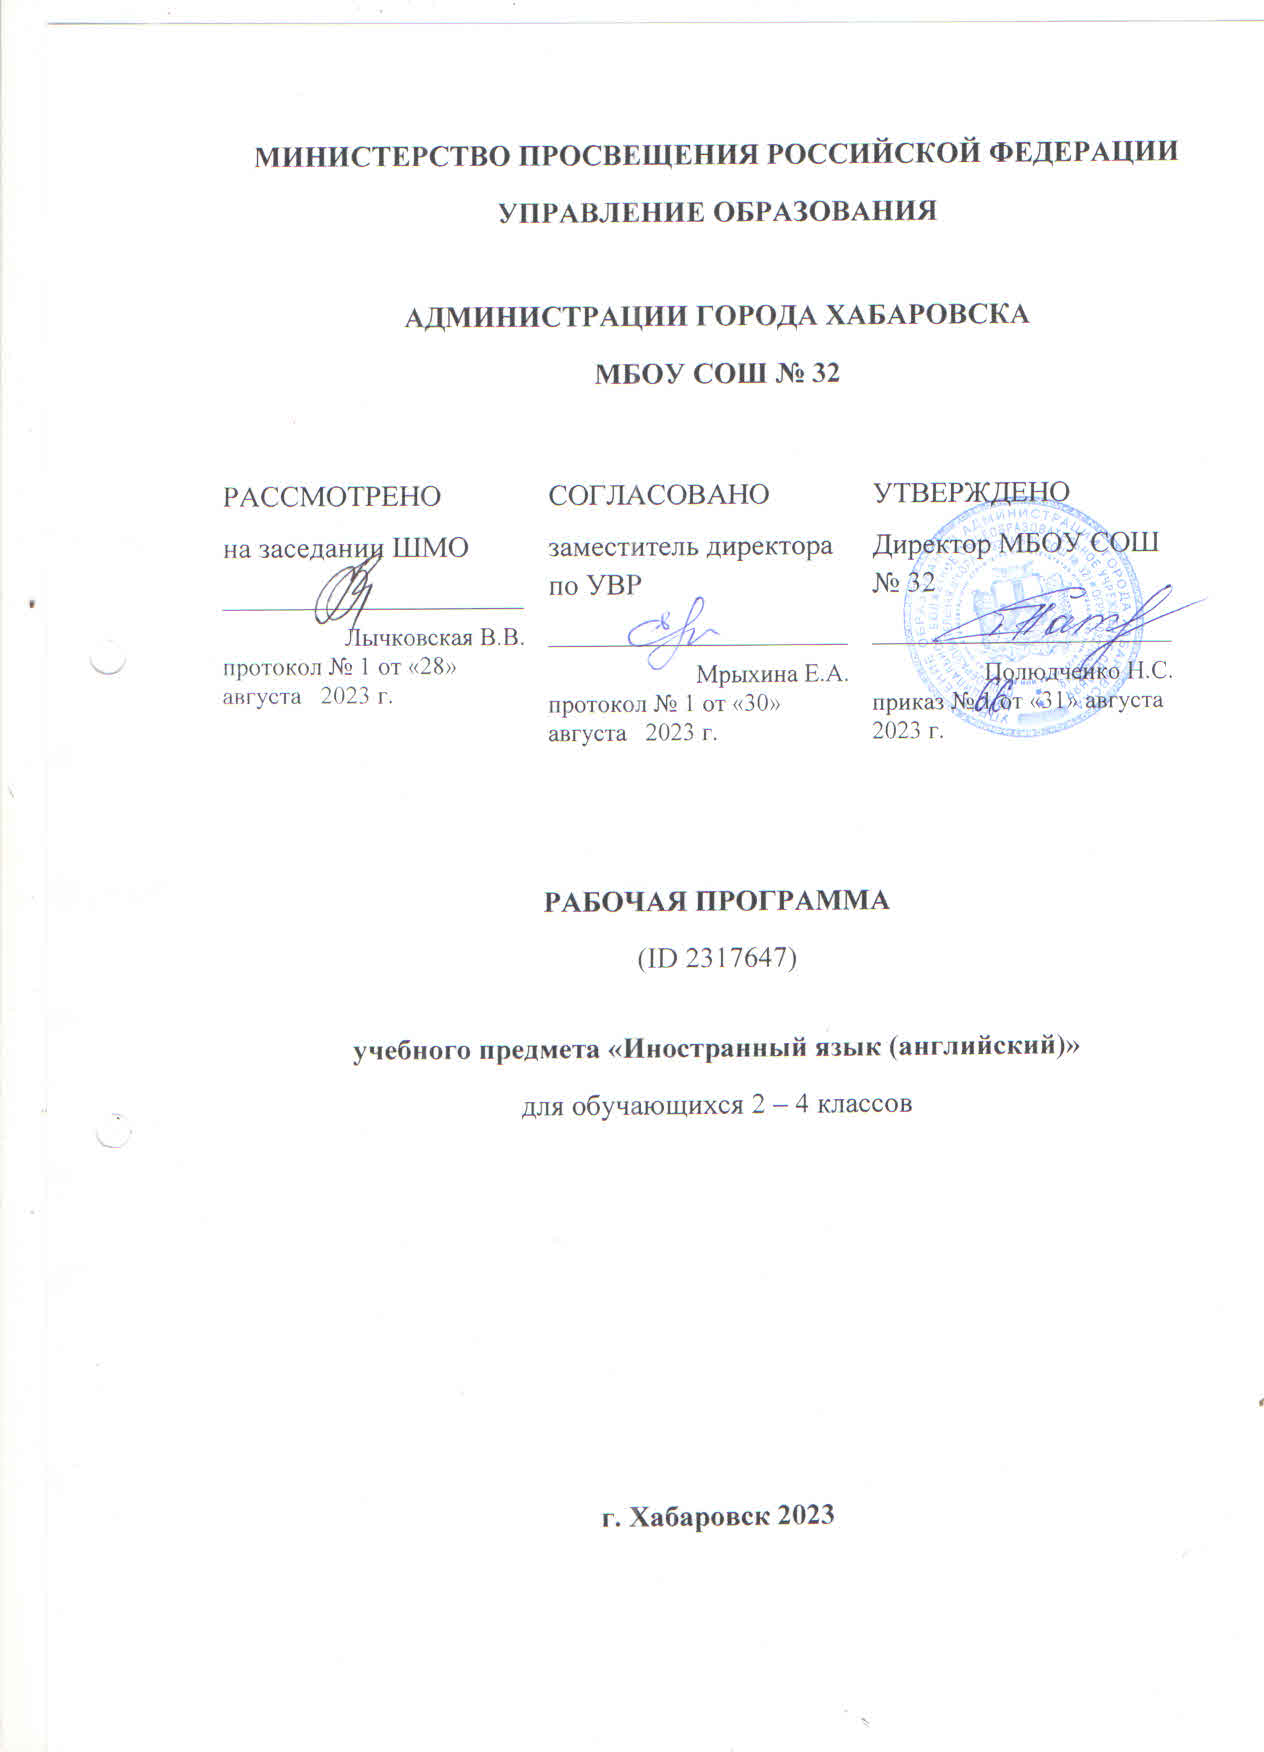 МИНИСТЕРСТВО ПРОСВЕЩЕНИЯ РОССИЙСКОЙ ФЕДЕРАЦИИ
УПРАВЛЕНИЕ ОБРАЗОВАНИЯ
АДМИНИСТРАЦИИ ГОРОДА ХАБАРОВСКА
МБОУ СОШ № 32
РАССМОТРЕНО
на заседании ШМО
Лычковская В.В.
протокол № 1 от «28»
августа 2023 г.
СОГЛАСОВАНО
заместитель директора
по УВР
Мрыхина Е.А.
протокол № 1 от «30»
августа 2023 г.
УТВЕРЖДЕНО
Директор МБОУ СОШ
№ 32
Полюдченко Н.С.
приказ № от «31» августа
2023 г.
РАБОЧАЯ ПРОГРАММА
(ID 2317647)
учебного предмета «Иностранный язык (английский)»
для обучающихся 2 – 4 классов
г. Хабаровск 2023